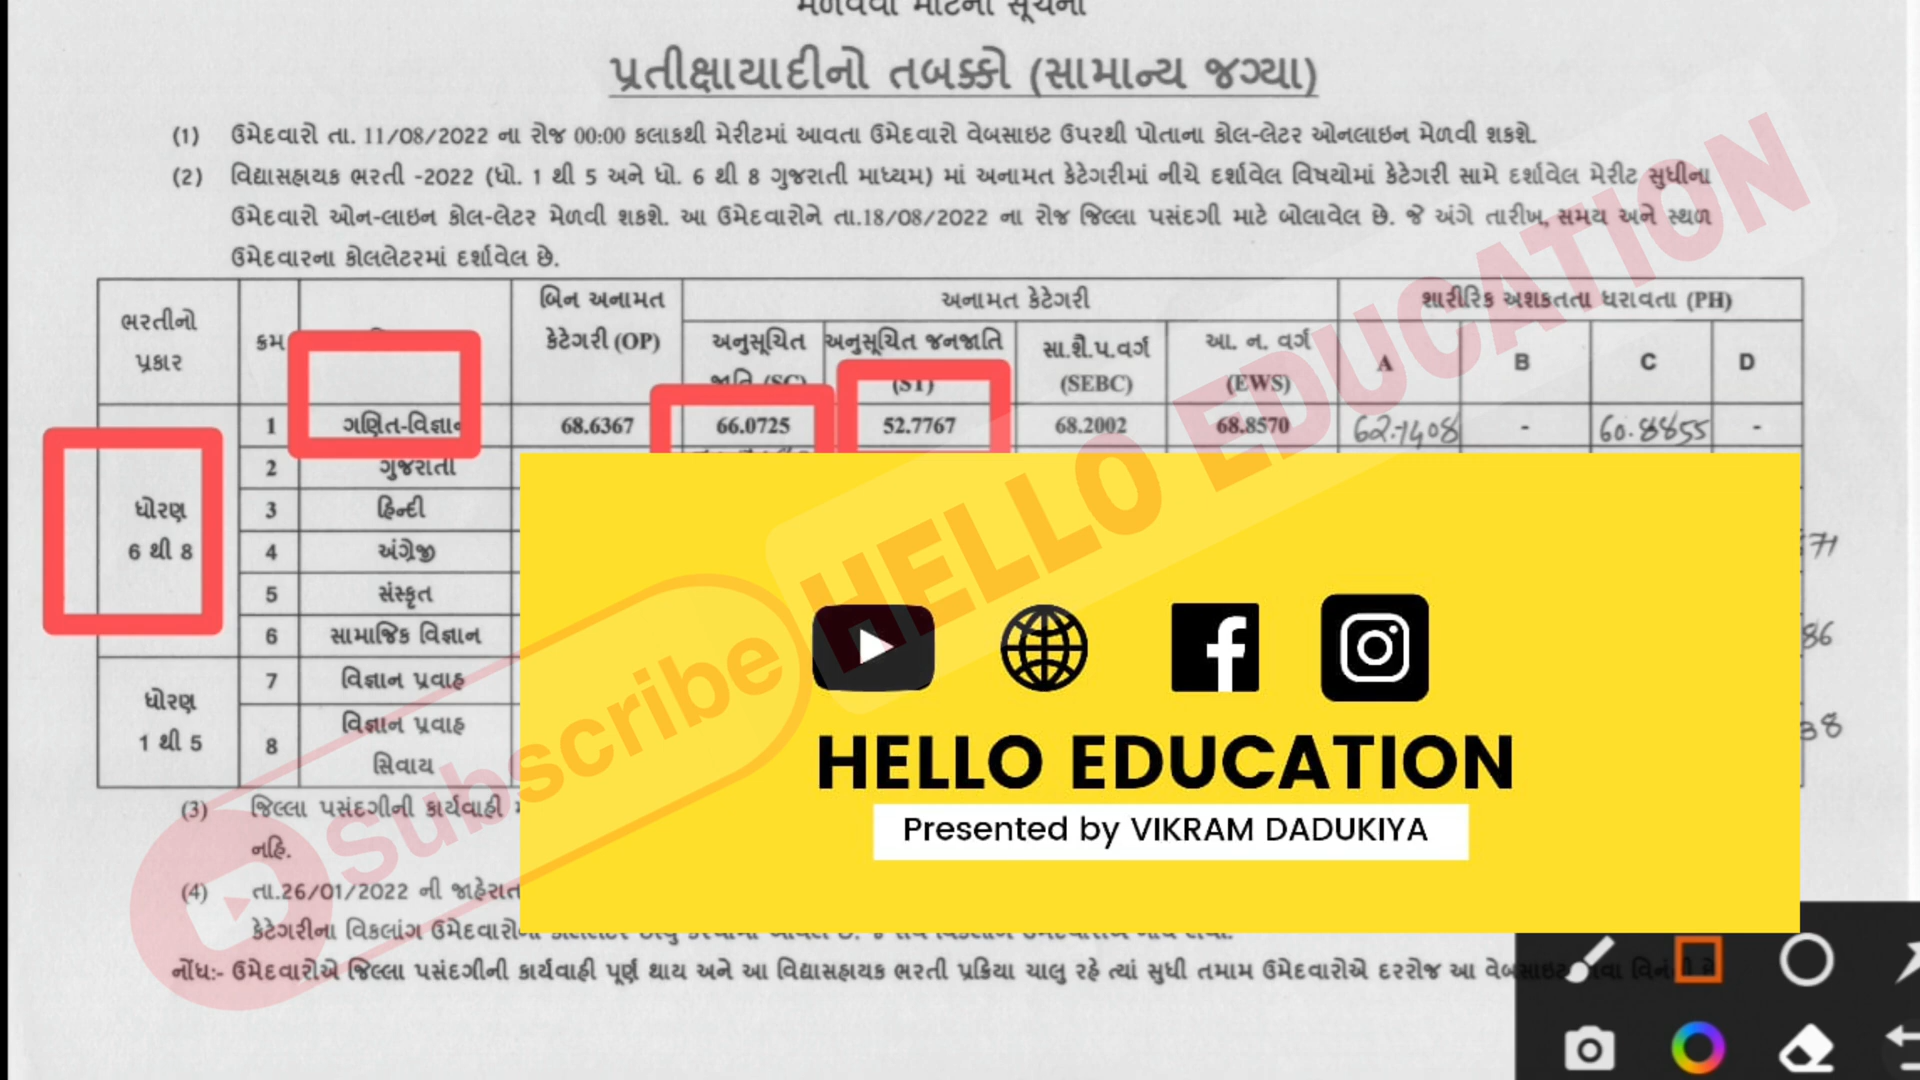 મેળવવા માટેની સૂચના
પ્રતીક્ષાયાદીનો તબક્કો (સામાન્ય જગ્યા)
(1) ઉમેદવારો તા. 11/08/2022 ના રોજ 00:00 કલાકથી મેરીટમાં આવતા ઉમેદવારો વેબસાઇટ ઉપરથી પોતાના કોલ-લેટર ઓનલાઇન મેળવી શકશે.
(2) વિદ્યાસહાયક ભરતી -2022 (ધો. 1 થી 5 અને ધો. 6 થી 8 ગુજરાતી માધ્યમ) માં અનામત કેટેગરીમાં નીચે દર્શાવેલ વિષયોમાં કેટેગરી સામે દર્શાવેલ મેરીટ સુધીના
ઉમેદવારો ઓન-લાઇન કોલ-લેટર મેળવી શકશે. આ ઉમેદવારોને તા.18/08/2022 ના રોજ જિલ્લા પસંદગી માટે બોલાવેલ છે. જે અંગે તારીખ, સમય અને સ્થળ
ઉમેદવારના કોલલેટરમાં દર્શાવેલ છે.
ભરતીનો પ્રકાર ક્રમ બિન અનામત કેટેગરી (OP) અનામત કેટેગરી શારીરિક અશકતતા ધરાવતા (PH)
અનુસૂચિત જાતિ (SC) અનુસૂચિત જનજાતિ (ST) સા.શૈ.પ.વર્ગ (SEBC) આ. ન. વર્ગ (EWS) A B C D
1 ગણિત-વિજ્ઞાન 68.6367 66.0725 52.7767 68.2002 68.8570 62.7408 - 60.8855 -
2 ગુજરાતી
ધોરણ 6 થી 8
3 હિન્દી
4 અંગ્રેજી 71
5 સંસ્કૃત
6 સામાજિક વિજ્ઞાન 86
ધોરણ 1 થી 5
7 વિજ્ઞાન પ્રવાહ
8 વિજ્ઞાન પ્રવાહ સિવાય 38
(3) જિલ્લા પસંદગીની કાર્યવાહી
નહિ.
(4) તા.26/01/2022 ની જાહેરાત
કેટેગરીના વિકલાંગ
નોંધ:- ઉમેદવારોએ જિલ્લા પસંદગીની કાર્યવાહી પૂર્ણ થાય અને આ વિદ્યાસહાયક ભરતી પ્રક્રિયા ચાલુ રહે ત્યાં સુધી તમામ ઉમેદવારોએ દરરોજ આ
HELLO EDUCATION
Presented by VIKRAM DADUKIYA
Subscribe HELLO EDUCATION